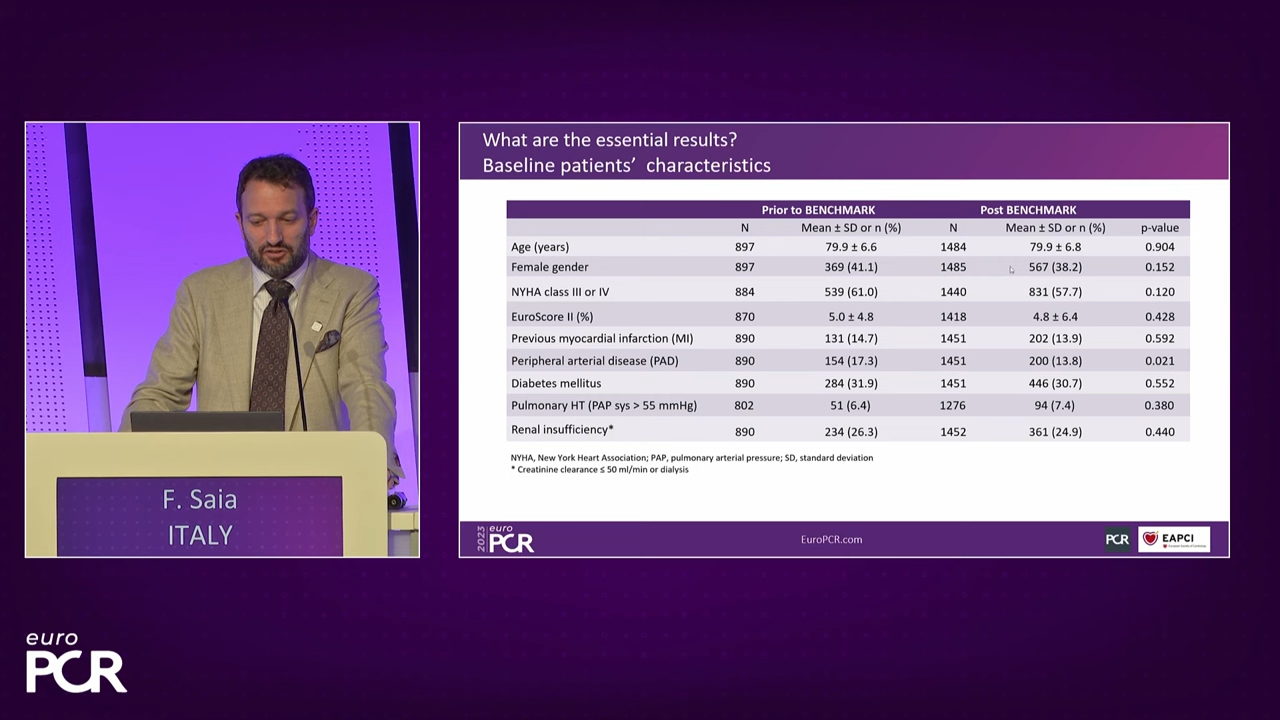 What are the essential results?
Baseline patients’ characteristics
Prior to BENCHMARK Post BENCHMARK
N Mean ± SD or n (%) N Mean ± SD or n (%) p-value
Age (years) 897 79.9 ± 6.6 1484 79.9 ± 6.8 0.904
Female gender 897 369 (41.1) 1485 567 (38.2) 0.152
NYHA class III or IV 884 539 (61.0) 1440 831 (57.7) 0.120
EuroScore II (%) 870 5.0 ± 4.8 1418 4.8 ± 6.4 0.428
Previous myocardial infarction (MI) 890 131 (14.7) 1451 202 (13.9) 0.592
Peripheral arterial disease (PAD) 890 154 (17.3) 1451 200 (13.8) 0.021
Diabetes mellitus 890 284 (31.9) 1451 446 (30.7) 0.552
Pulmonary HT (PAP sys > 55 mmHg) 802 51 (6.4) 1276 94 (7.4) 0.380
Renal insufficiency* 890 234 (26.3) 1452 361 (24.9) 0.440
NYHA, New York Heart Association; PAP, pulmonary arterial pressure; SD, standard deviation
* Creatinine clearance ≤ 50 ml/min or dialysis
2023 euro PCR
EuroPCR.com
PCR
EAPCI
F. Saia
ITALY
euro
PCR